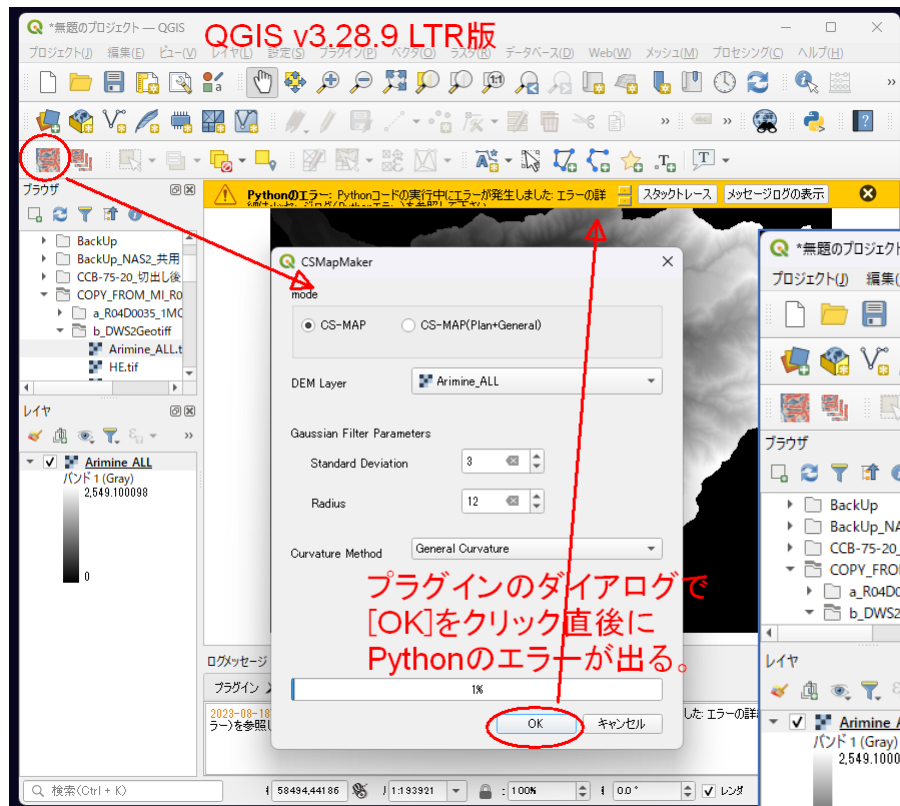 *無題のプロジェクト — QGIS
QGIS v3.28.9 LTR版
プロジェクト(J) 編集(E) ビュー(V) レイヤ(L) 設定(S) プラグイン(P) ベクタ(O) ラスタ(R) データベース(D) Web(W) メッシュ(M) プロセシング(C) ヘルプ(H)
ブラウザ
Pythonのエラー: Pythonコードの実行中にエラーが発生しました: エラーの詳
スタックトレース
メッセージログの表示
BackUp
BackUp_NAS2_共用
CCB-75-20_切出し後
COPY_FROM_MI_R0
a_R04D0035_1MC
b_DWS2Geotiff
Arimine_ALL.t
HE.tif
レイヤ
Arimine_ALL
バンド 1 (Gray)
2,549.100098
0
CSMapMaker
mode
CS-MAP
CS-MAP(Plan+General)
DEM Layer
Arimine_ALL
Gaussian Filter Parameters
Standard Deviation
3
Radius
12
Curvature Method
General Curvature
プラグインのダイアログで
[OK]をクリック直後に
Pythonのエラーが出る。
1%
OK
キャンセル
ログメッセージ
プラグイン
2023-08-18
ラー)を参照し
した: エラーの詳
検索(Ctrl + K)
58494,44186
1:193921
100%
0.0 °
レンダ
*無題のプロジェクト
プロジェクト(J) 編集(
ブラウザ
BackUp
BackUp_NA
CCB-75-20_
COPY_FROM
a_R04D0
b_DWS2
レイヤ
Arimine_A
バンド 1 (Gray)
2,549.1000